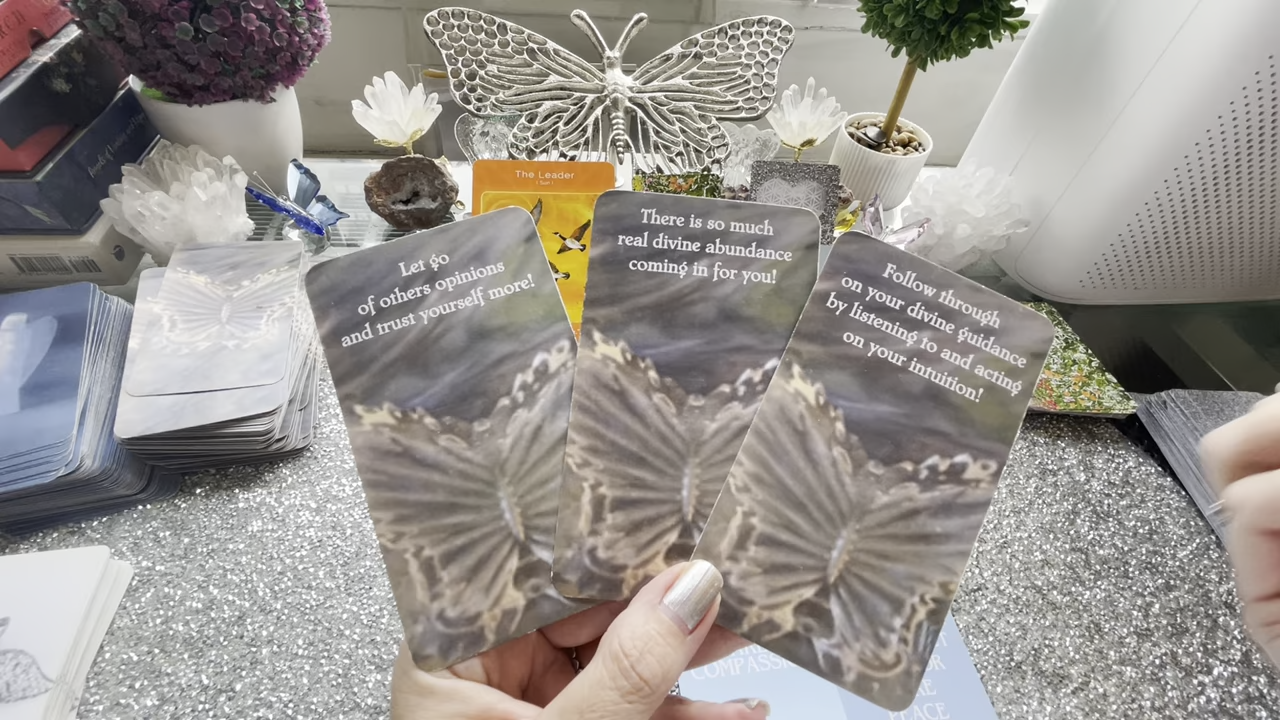 The Leader
Let go
of others opinions
and trust yourself more!
There is so much
real divine abundance
coming in for you!
Follow through
on your divine guidance
by listening to and acting
on your intuition!
PEACE